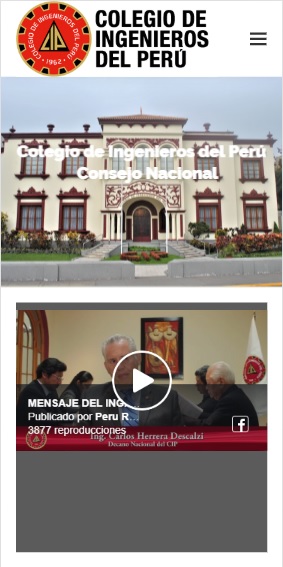 COLEGIO DE INGENIEROS DEL PERÚ
1962
CIP
COLEGIO DE
INGENIEROS
DEL PERÚ
Colegio de Ingenieros del Perú
Consejo Nacional
MENSAJE DEL ING.
Publicado por Peru R...
3877 reproducciones
Ing. Carlos Herrera Descalzi
Decano Nacional del CIP